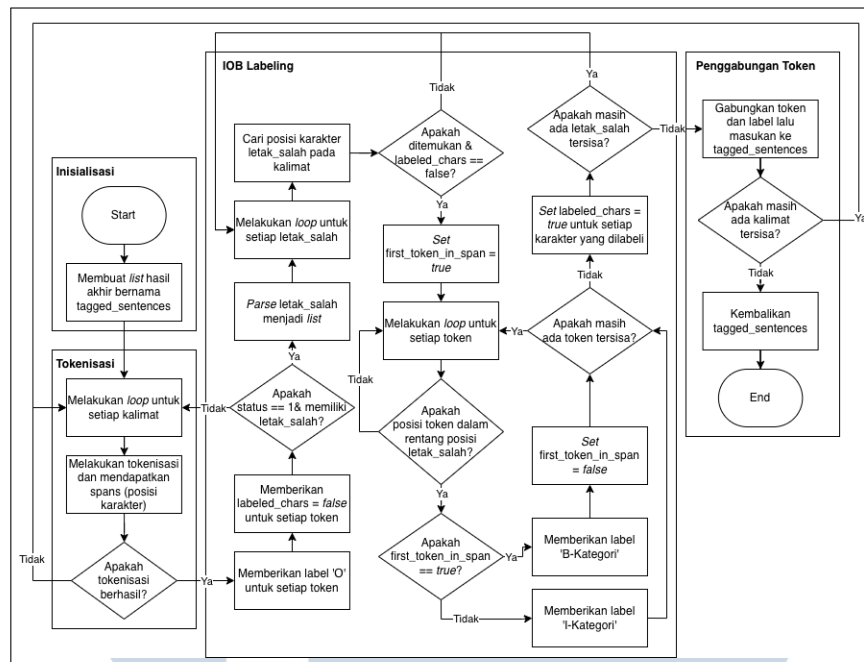 Inisialisasi
Start
Membuat list hasil
akhir bernama
tagged_sentences
Tokenisasi
Melakukan loop untuk
setiap kalimat
Melakukan tokenisasi
dan mendapatkan
spans (posisi
karakter)
Apakah
tokenisasi
berhasil?
Tidak
Ya
IOB Labeling
Memberikan label 'O'
untuk setiap token
Memberikan
labeled_chars = false
untuk setiap token
Apakah
status == 1& memiliki
letak_salah?
Tidak
Ya
Parse letak_salah
menjadi list
Melakukan loop untuk
setiap letak_salah
Cari posisi karakter
letak_salah pada
kalimat
Apakah
ditemukan &
labeled_chars ==
false?
Tidak
Ya
Set
first_token_in_span =
true
Melakukan loop untuk
setiap token
Apakah
posisi token dalam
rentang posisi
letak_salah?
Tidak
Ya
Apakah
first_token_in_span
== true?
Ya
Tidak
Memberikan label
'B-Kategori'
Memberikan label
'I-Kategori'
Set
first_token_in_span
= false
Apakah masih
ada token tersisa?
Ya
Tidak
Set labeled_chars =
true untuk setiap
karakter yang dilabeli
Apakah masih
ada letak_salah
tersisa?
Ya
Tidak
Penggabungan Token
Gabungkan token
dan label lalu
masukan ke
tagged_sentences
Apakah masih
ada kalimat
tersisa?
Ya
Tidak
Kembalikan
tagged_sentences
End